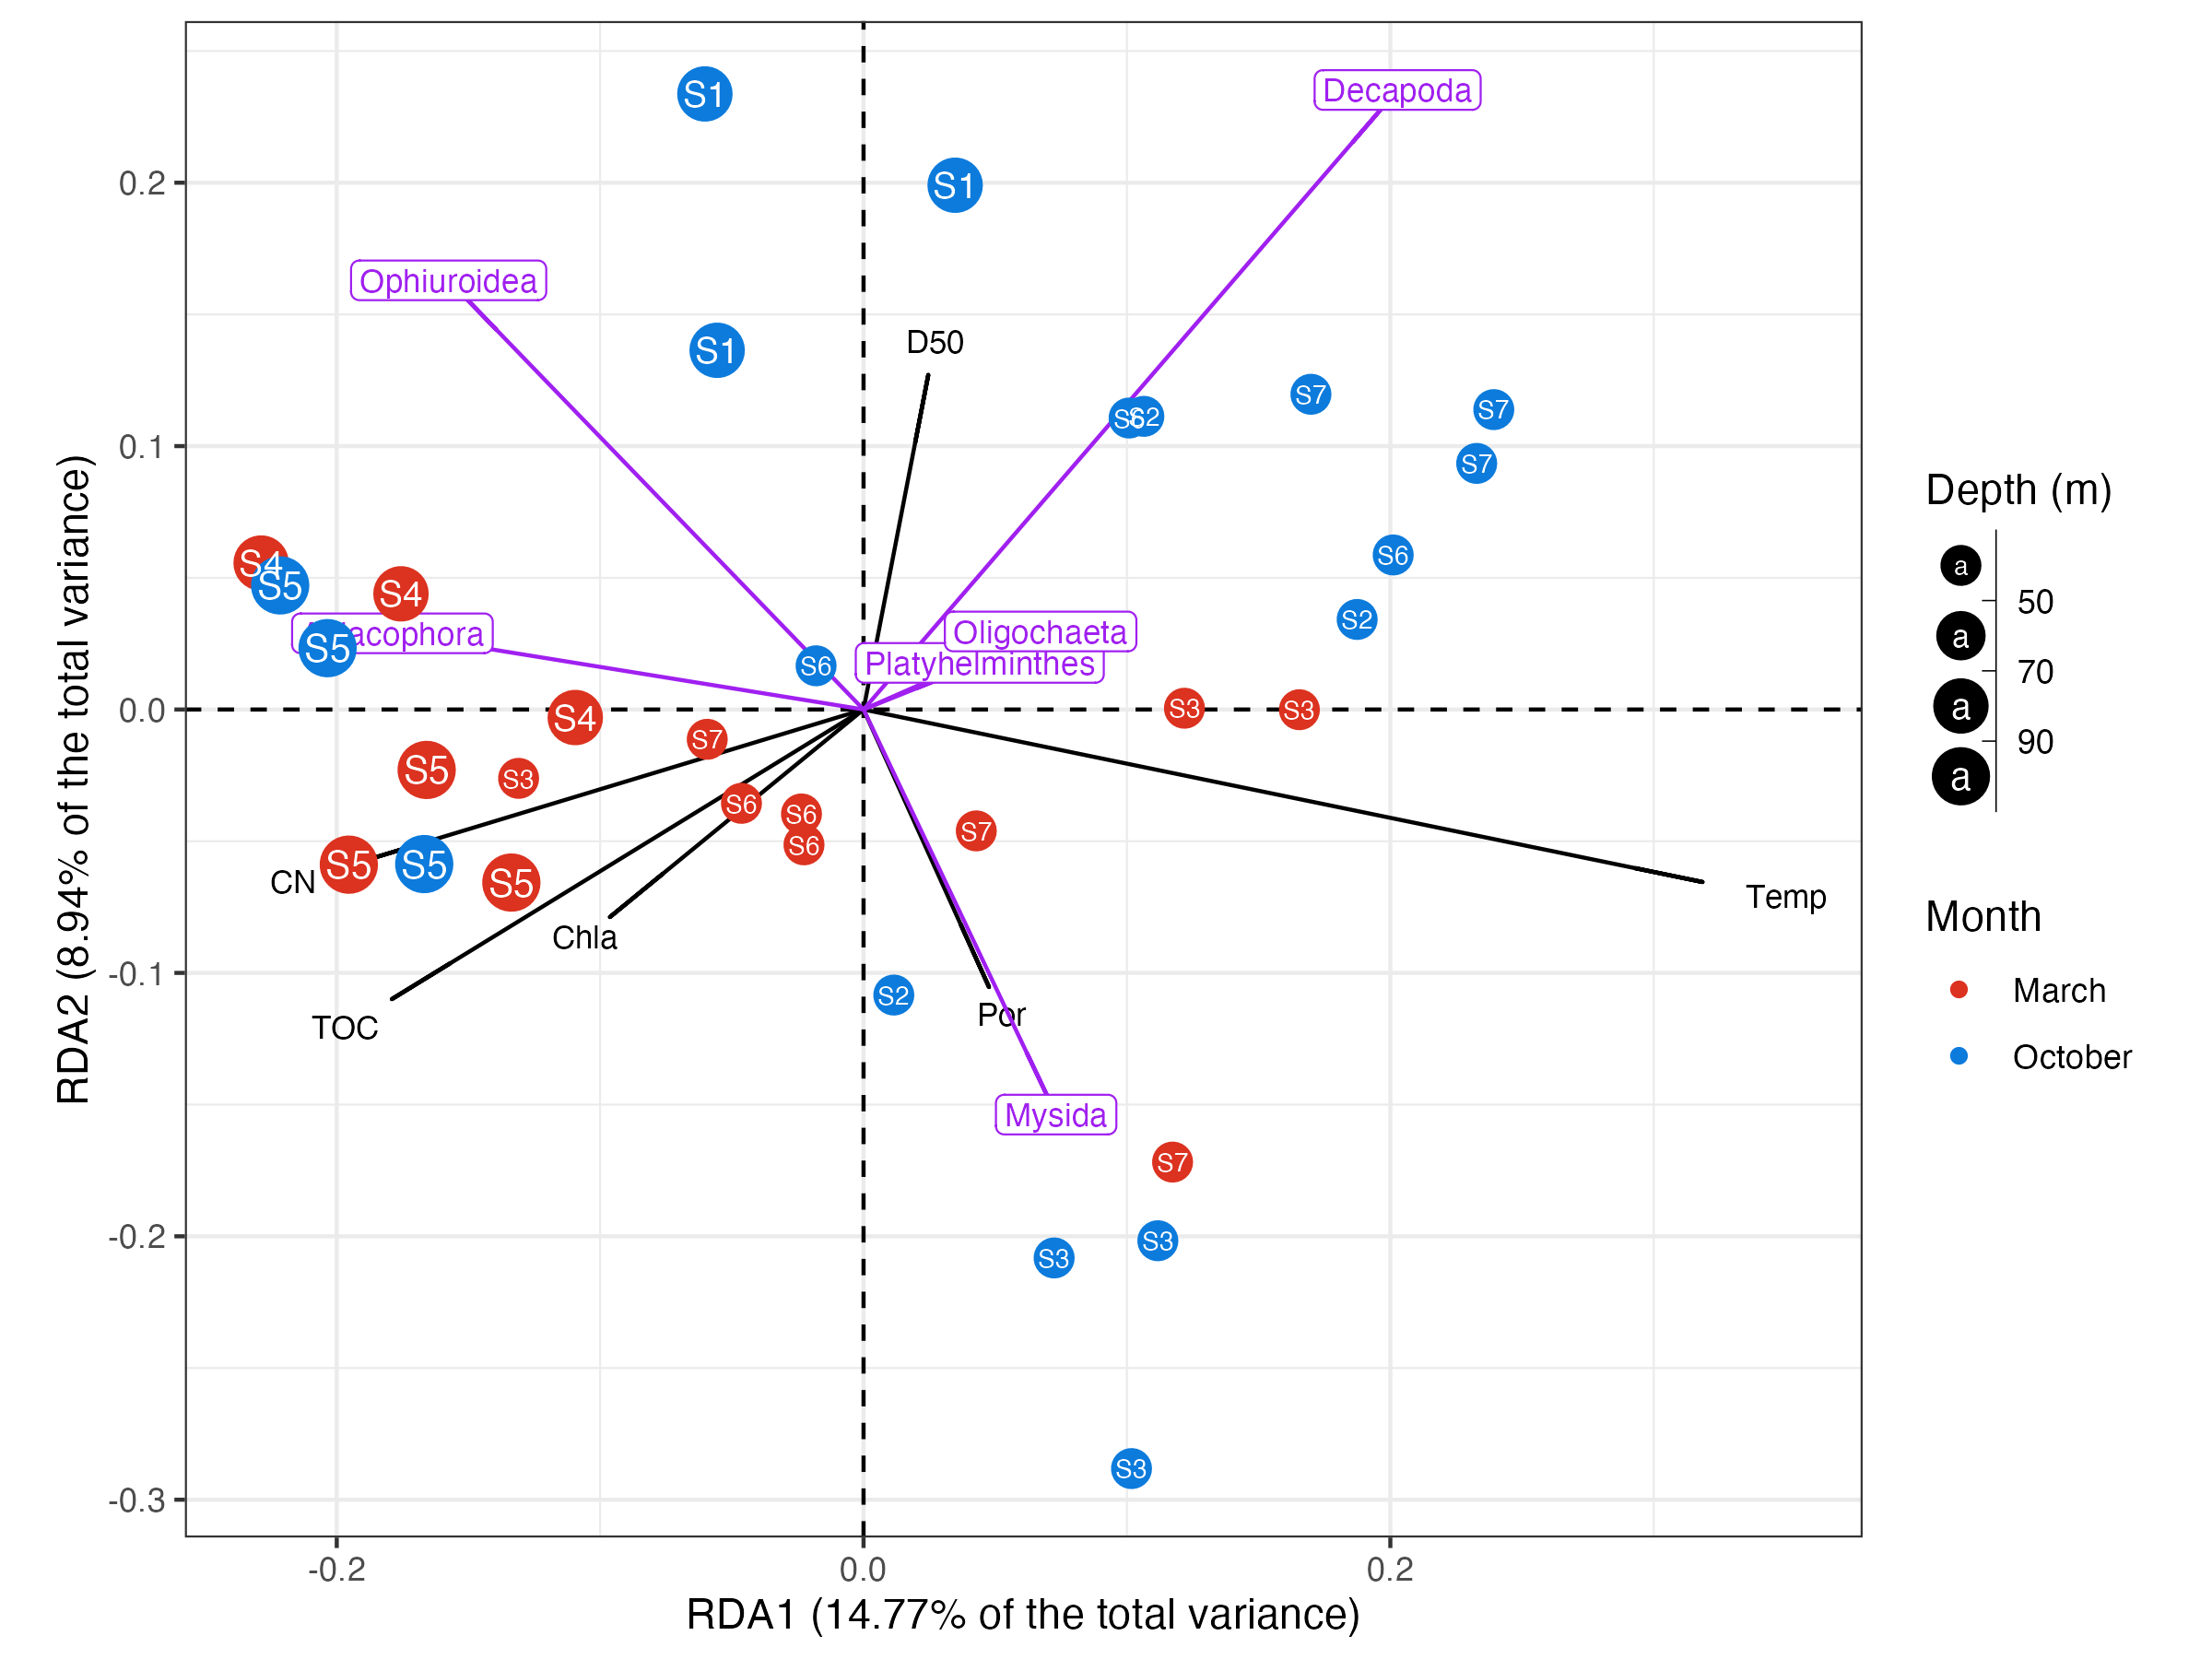 S1
Decapoda
0.2
S1
Ophiuroidea
D50
S1
S7
S7
0.1
S6
S2
S7
Depth (m)
S4
S5
S4
S6
a
50
S2
Oligochaeta
a
S5
Platyhelminthes
S6
70
0.0
S4
S3
S3
a
S7
90
S5
S3
a
S6
S6
S7
S6
S5
S5
S5
CN
Temp
Chla
Month
-0.1
S2
March
TOC
Por
October
Mysida
S7
-0.2
S3
S3
S3
-0.3
-0.2
0.0
0.2
RDA1 (14.77% of the total variance)
RDA2 (8.94% of the total variance)